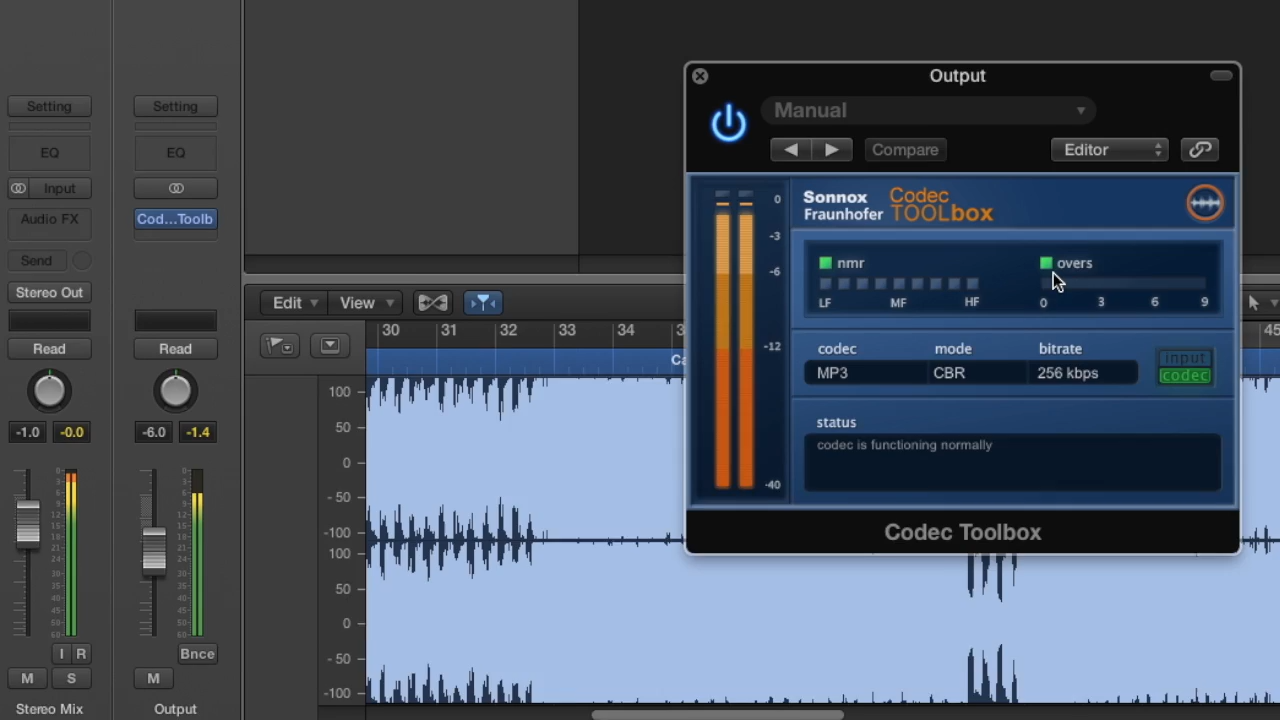 Output
Manual
Compare
Editor
Setting
Setting
EQ
EQ
Input
Audio FX
Cod...Toolb
Send
Stereo Out
Read
Read
-1.0 -0.0
-6.0 -1.4
I R
Bnce
M S
M
Stereo Mix
Output
Edit View
30 31 32 33 34 3 45
Ca
100
50
0
- 50
-100
100
50
0
- 50
-100
Sonnox
Fraunhofer
Codec
TOOLbox
0
-3
-6
-12
-40
nmr
LF MF HF
overs
0 3 6 9
codec mode bitrate
MP3 CBR 256 kbps
input
codec
status
codec is functioning normally
Codec Toolbox